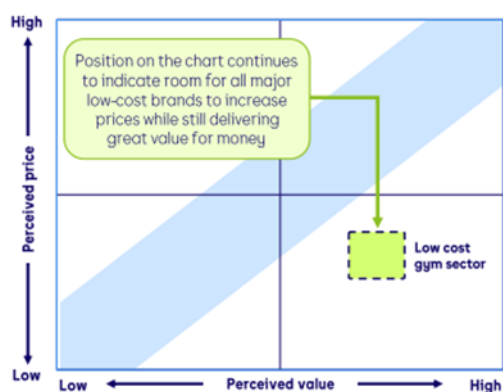 High
Position on the chart continues
to indicate room for all major
low-cost brands to increase
prices while still delivering
great value for money
Perceived price
Low cost
gym sector
Low
Low
Perceived value
High